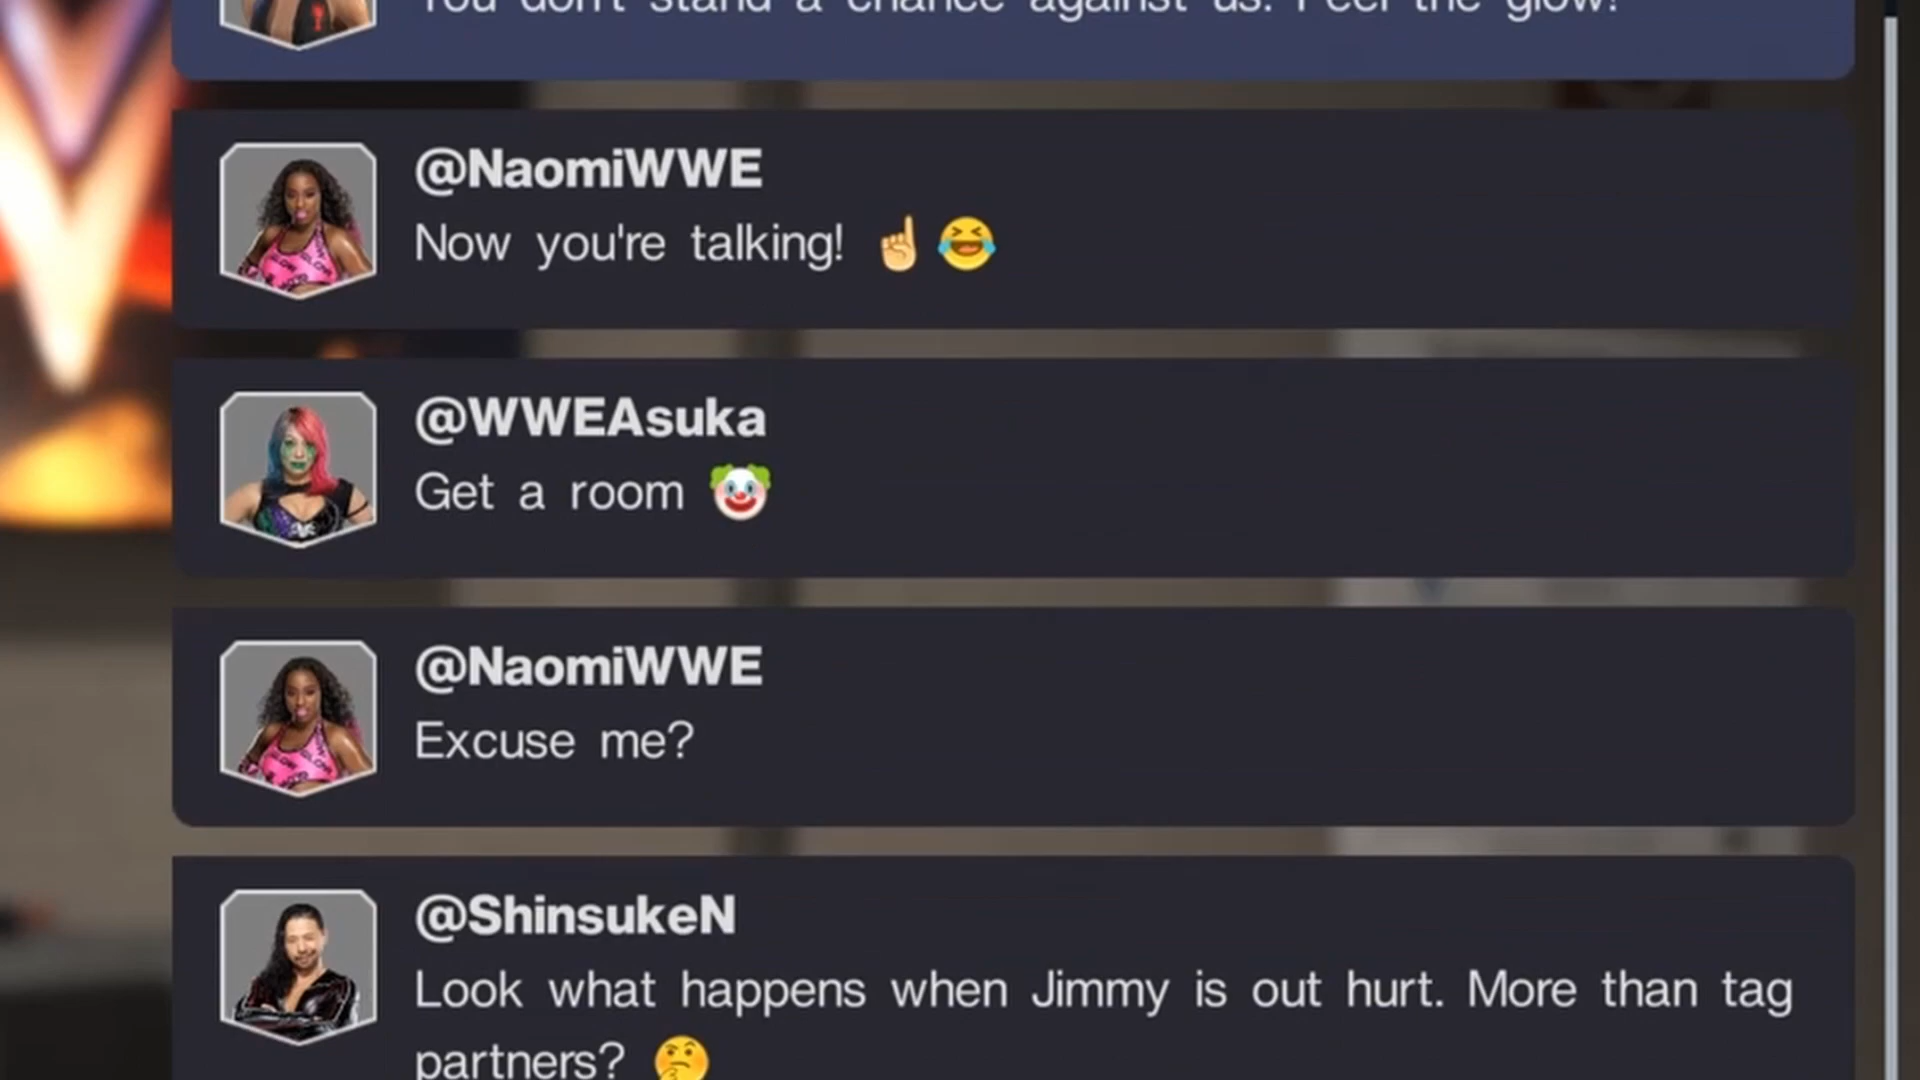 You don't stand a chance against us. Feel the glow!
@NaomiWWE
Now you're talking! ☝😂
@WWEAsuka
Get a room 🤡
@NaomiWWE
Excuse me?
@ShinsukeN
Look what happens when Jimmy is out hurt. More than tag
partners? 🤔